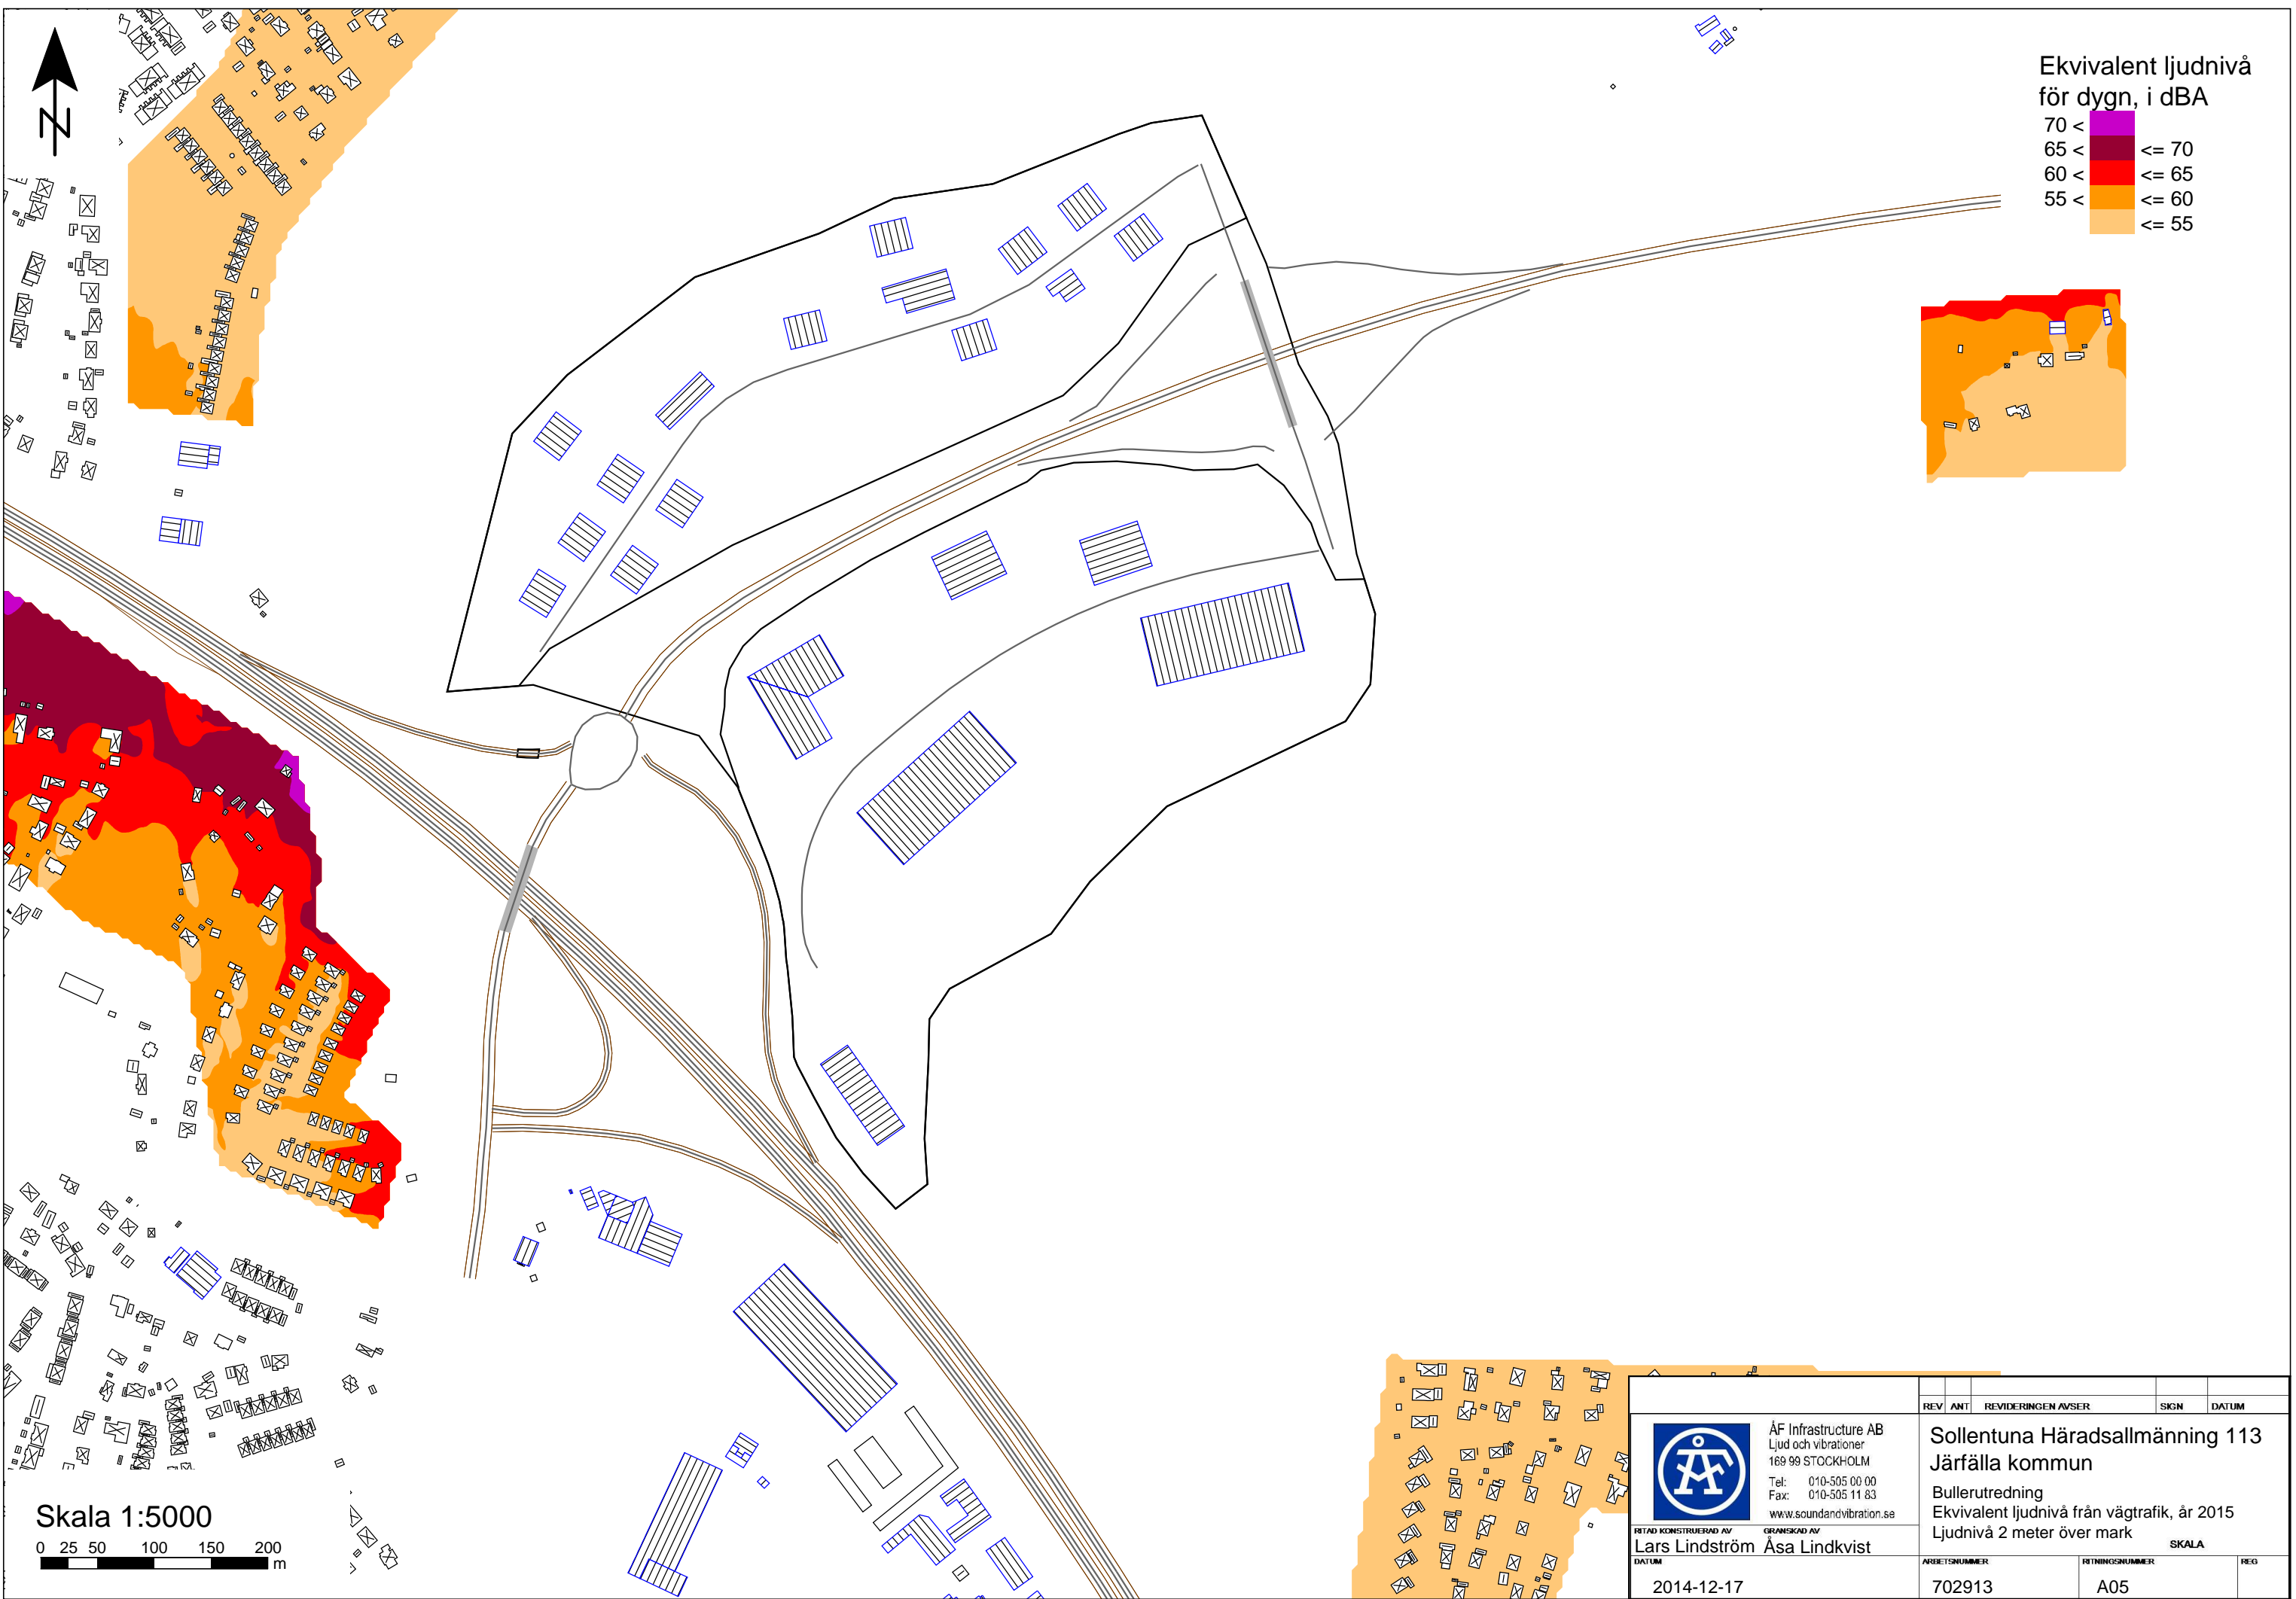 N
Ekvivalent ljudnivå
för dygn, i dBA
70 <
65 < <= 70
60 < <= 65
55 < <= 60
<= 55
Skala 1:5000
0 25 50 100 150 200
m
REV ANT REVIDERINGEN AVSER SIGN DATUM
ÅF
ÅF Infrastructure AB
Ljud och vibrationer
169 99 STOCKHOLM
Tel: 010-505 00 00
Fax: 010-505 11 83
www.soundandvibration.se
Sollentuna Häradsallmänning 113
Järfälla kommun
Bullerutredning
Ekvivalent ljudnivå från vägtrafik, år 2015
Ljudnivå 2 meter över mark
SKALA
RITAD KONSTRUERAD AV GRANSKAD AV
Lars Lindström Åsa Lindkvist
DATUM ARBETSNUMMER RITNINGSNUMMER REG
2014-12-17 702913 A05